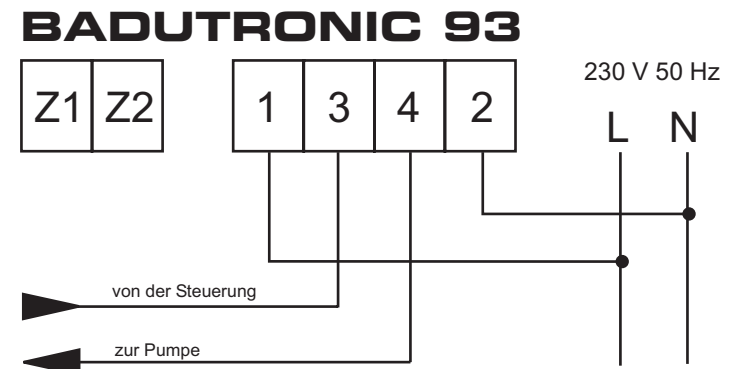 BADUTRONIC 93
Z1 Z2 1 3 4 2
230 V 50 Hz
L N
von der Steuerung
zur Pumpe